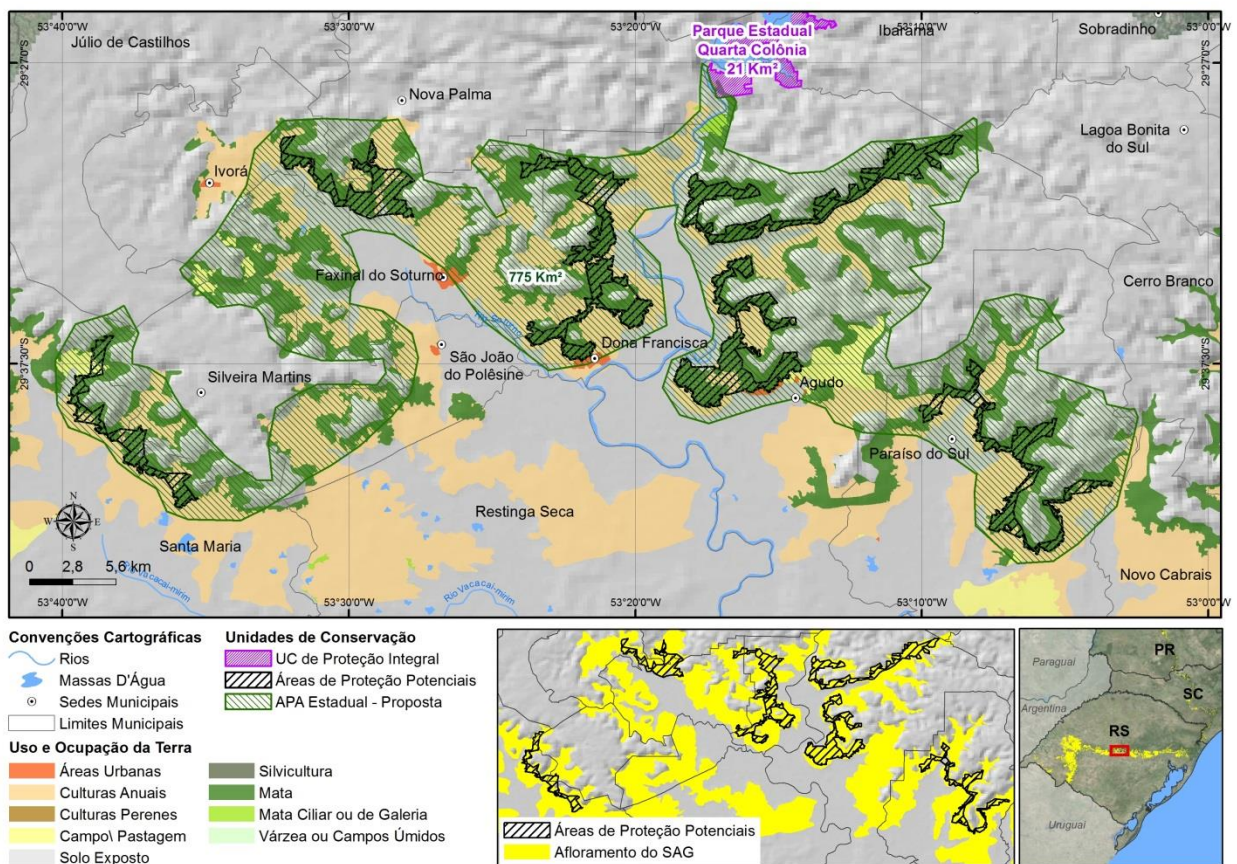 53°40'0"W
53°30'0"W
53°20'0"W
53°10'0"W
53°0'0"W
Júlio de Castilhos
Parque Estadual
Quarta Colônia
21 Km²
Ibarama
Sobradinho
29°27'0"S
29°27'0"S
Nova Palma
Lagoa Bonita
do Sul
Ivorá
Faxinal do Soturno
775 Km²
Cerro Branco
Rio Soturno
Dona Francisca
29°37'30"S
29°37'30"S
São João
do Polêsine
Silveira Martins
Agudo
Paraíso do Sul
Restinga Seca
N
W
E
S
Santa Maria
0 2,8 5,6 km
Rio Vacacaí-mirim
Rio Vacacaí-mirim
Novo Cabrais
53°40'0"W
53°30'0"W
53°20'0"W
53°10'0"W
53°0'0"W
Convenções Cartográficas
Rios
Massas D'Água
Sedes Municipais
Limites Municipais
Unidades de Conservação
UC de Proteção Integral
Áreas de Proteção Potenciais
APA Estadual - Proposta
Uso e Ocupação da Terra
Áreas Urbanas
Culturas Anuais
Culturas Perenes
Campo\ Pastagem
Solo Exposto
Silvicultura
Mata
Mata Ciliar ou de Galeria
Várzea ou Campos Úmidos
Áreas de Proteção Potenciais
Afloramento do SAG
Paraguai
PR
Argentina
SC
RS
Uruguai